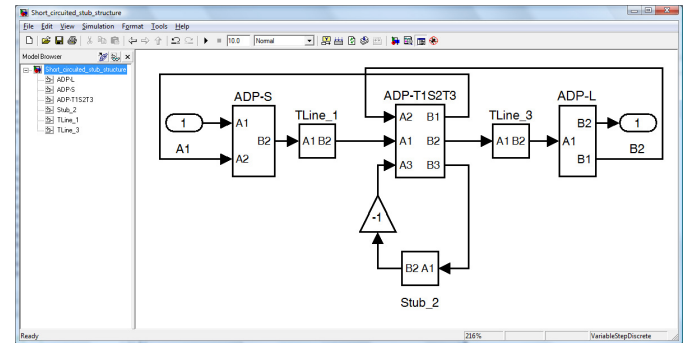 Short_circuited_stub_structure
File Edit View Simulation Format Tools Help
10.0 Normal
Model Browser
Short_circuited_stub_structure
ADP-L
ADP-S
ADP-T1S2T3
Stub_2
TLine_1
TLine_3
ADP-S
TLine_1
ADP-T1S2T3
TLine_3
ADP-L
1
A1
A1
A2
B2
A1 B2
A2 B1
A1 B2
A3 B3
A1 B2
A1
B2
B1
1
B2
-1
B2 A1
Stub_2
Ready
216%
VariableStepDiscrete